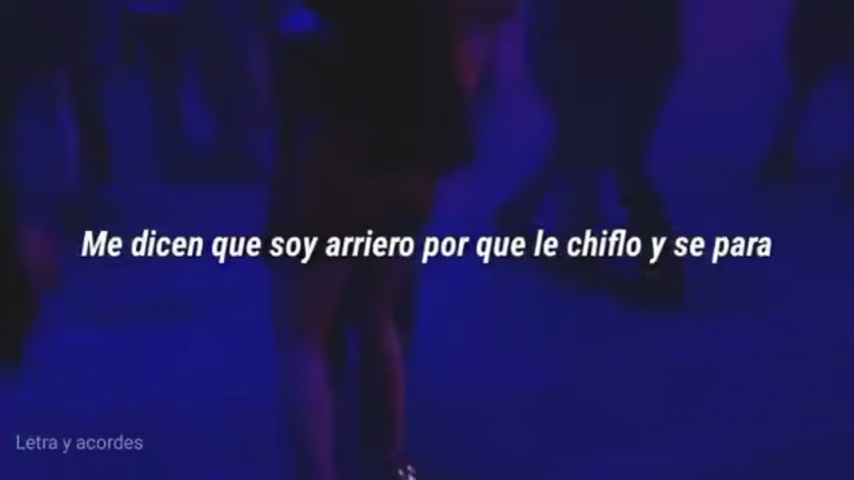 Me dicen que soy arriero por que le chiflo y se para
Letra y acordes